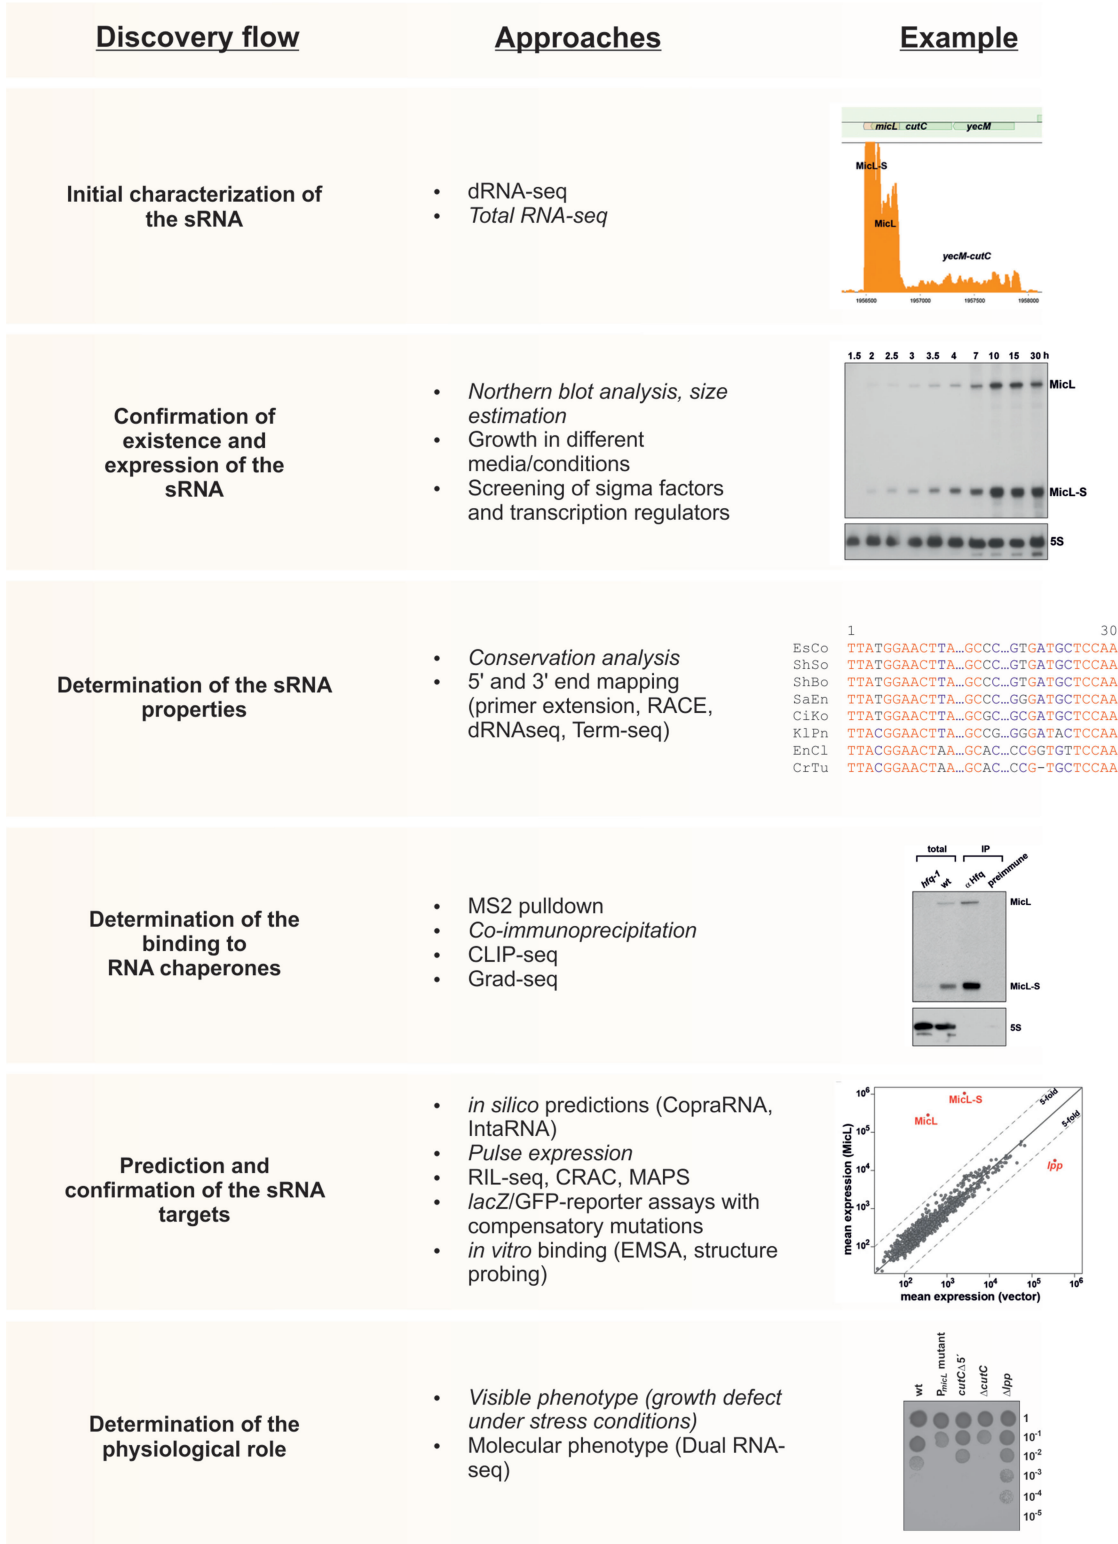 Discovery flow
Approaches
Example
Initial characterization of
the sRNA
• dRNA-seq
• Total RNA-seq
micL cutC yecM
MicL-S
MicL
yecM-cutC
1956500 1957000 1957500 1958000
Confirmation of
existence and
expression of the
sRNA
• Northern blot analysis, size
estimation
• Growth in different
media/conditions
• Screening of sigma factors
and transcription regulators
1.5 2 2.5 3 3.5 4 7 10 15 30 h
MicL
MicL-S
5S
Determination of the sRNA
properties
• Conservation analysis
• 5' and 3' end mapping
(primer extension, RACE,
dRNAseq, Term-seq)
1 30
EsCo TTATGGAACTTA…GCCC…GTGATGCTCCAA
ShSo TTATGGAACTTA…GCCC…GTGATGCTCCAA
ShBo TTATGGAACTTA…GCCC…GTGATGCTCCAA
SaEn TTATGGAACTTA…GCCC…GGGATGCTCCAA
CiKo TTATGGAACTTA…GCGC…GCGATGCTCCAA
KlPn TTACGGAACTTA…GCCG…GGGATACTCCAA
EnCl TTACGGAACTAA…GCAC…CCGGTGTTCCAA
CrTu TTACGGAACTAA…GCAC…CCG-TGCTCCAA
Determination of the
binding to
RNA chaperones
• MS2 pulldown
• Co-immunoprecipitation
• CLIP-seq
• Grad-seq
total IP
hfq-1 wt αHfq preimmune
MicL
MicL-S
5S
Prediction and
confirmation of the sRNA
targets
• in silico predictions (CopraRNA,
IntaRNA)
• Pulse expression
• RIL-seq, CRAC, MAPS
• lacZ/GFP-reporter assays with
compensatory mutations
• in vitro binding (EMSA, structure
probing)
mean expression (MicL)
10⁶
10⁵
10⁴
10³
10²
MicL-S
MicL
5-fold
5-fold
lpp
10² 10³ 10⁴ 10⁵ 10⁶
mean expression (vector)
Determination of the
physiological role
• Visible phenotype (growth defect
under stress conditions)
• Molecular phenotype (Dual RNA-
seq)
wt
PmicL mutant
cutCΔ5´
ΔcutC
Δlpp
1
10⁻¹
10⁻²
10⁻³
10⁻⁴
10⁻⁵